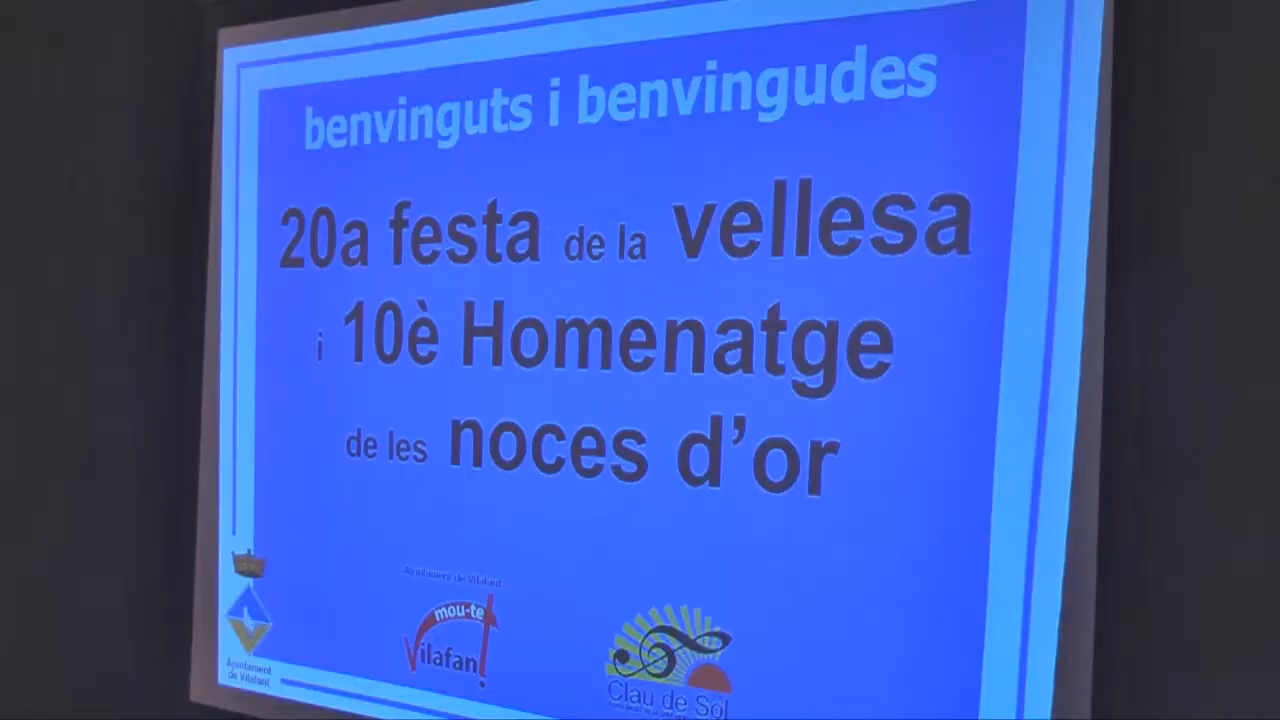 benvinguts i benvingudes
20a festa de la vellesa
i 10è Homenatge
de les noces d'or
Ajuntament de Vilafant
Ajuntament de Vilafant
mou-te
Vilafant!
Clau de Sol